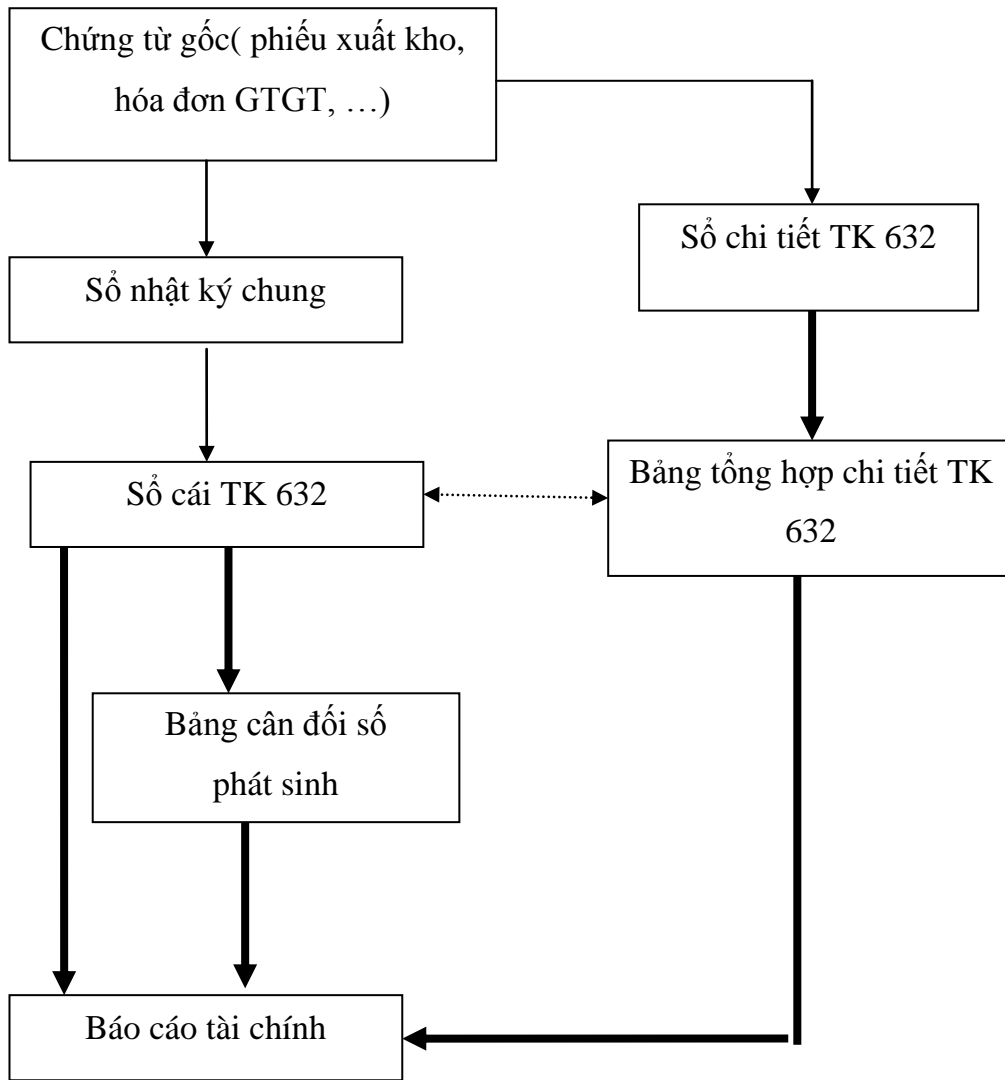 Chứng từ gốc( phiếu xuất kho,
hóa đơn GTGT, …)
Sổ chi tiết TK 632
Sổ nhật ký chung
Sổ cái TK 632
Bảng tổng hợp chi tiết TK
632
Bảng cân đối số
phát sinh
Báo cáo tài chính